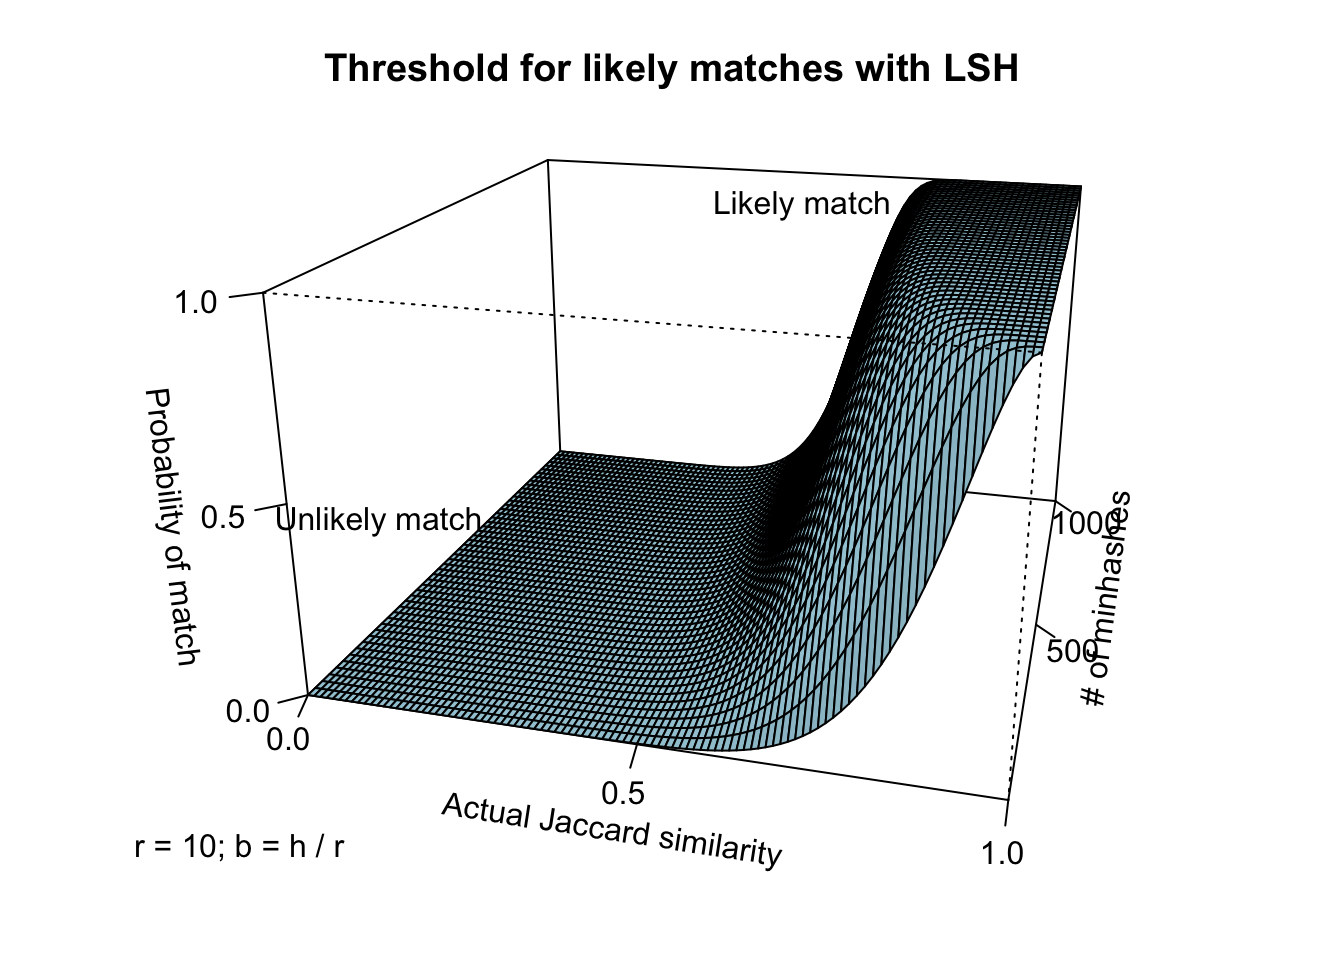 Threshold for likely matches with LSH
Likely match
1.0
Probability of match
0.5
Unlikely match
1000
# of minhashes
500
0.0
0.0
0.5
Actual Jaccard similarity
1.0
r = 10; b = h / r